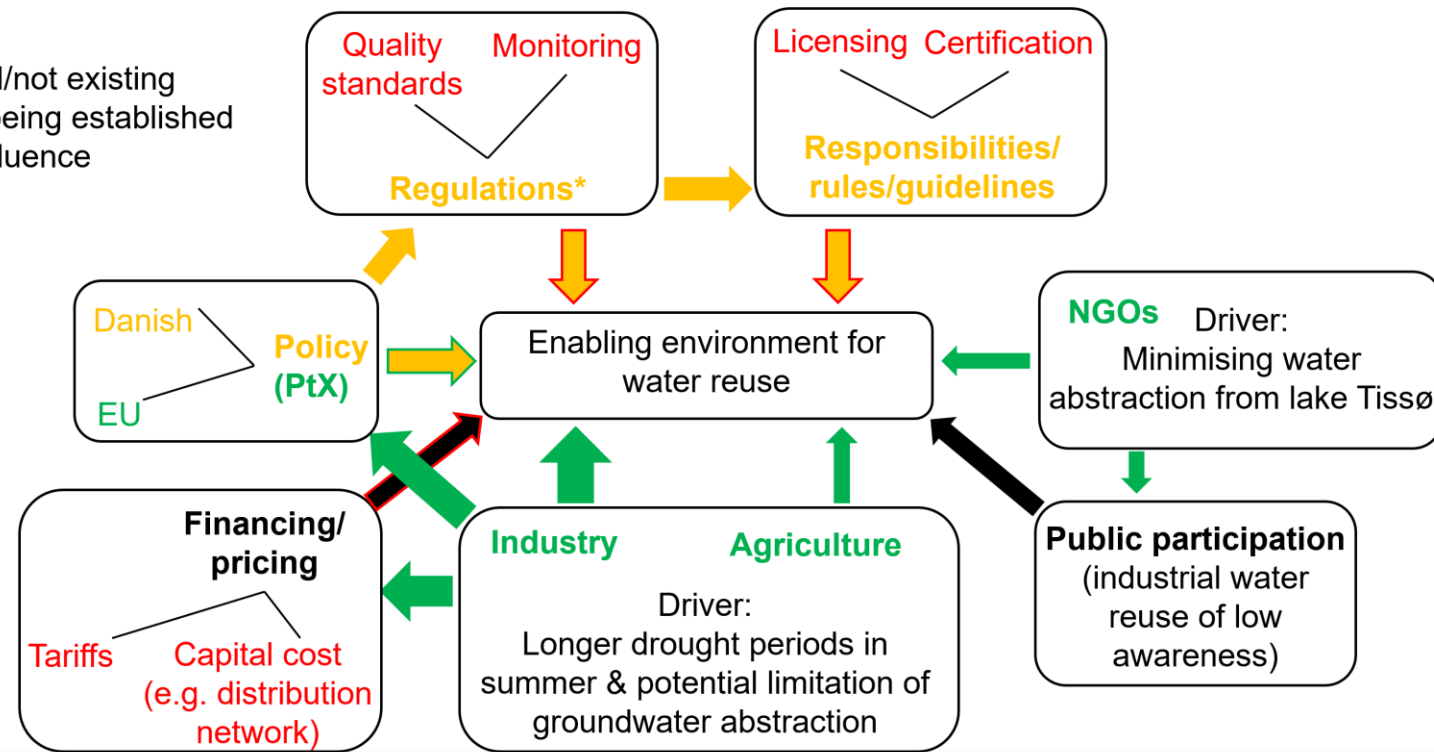 /not existing
being established
luence
Quality
standards
Monitoring
Regulations*
Licensing Certification
Responsibilities/
rules/guidelines
Danish
Policy
(PtX)
EU
Enabling environment for
water reuse
NGOs Driver:
Minimising water
abstraction from lake Tissø
Financing/
pricing
Tariffs
Capital cost
(e.g. distribution
network)
Industry
Agriculture
Driver:
Longer drought periods in
summer & potential limitation of
groundwater abstraction
Public participation
(industrial water
reuse of low
awareness)